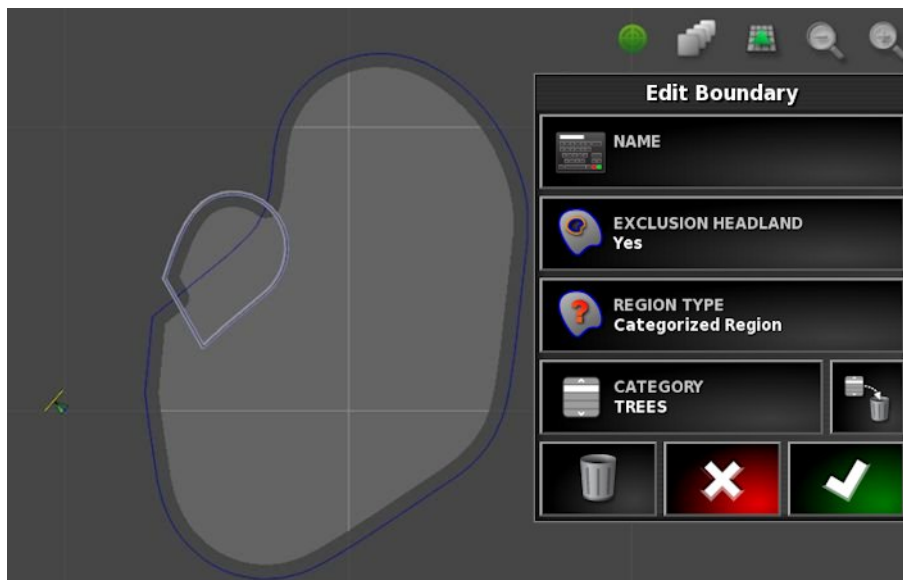 Edit Boundary
NAME
EXCLUSION HEADLAND
Yes
REGION TYPE
Categorized Region
CATEGORY
TREES